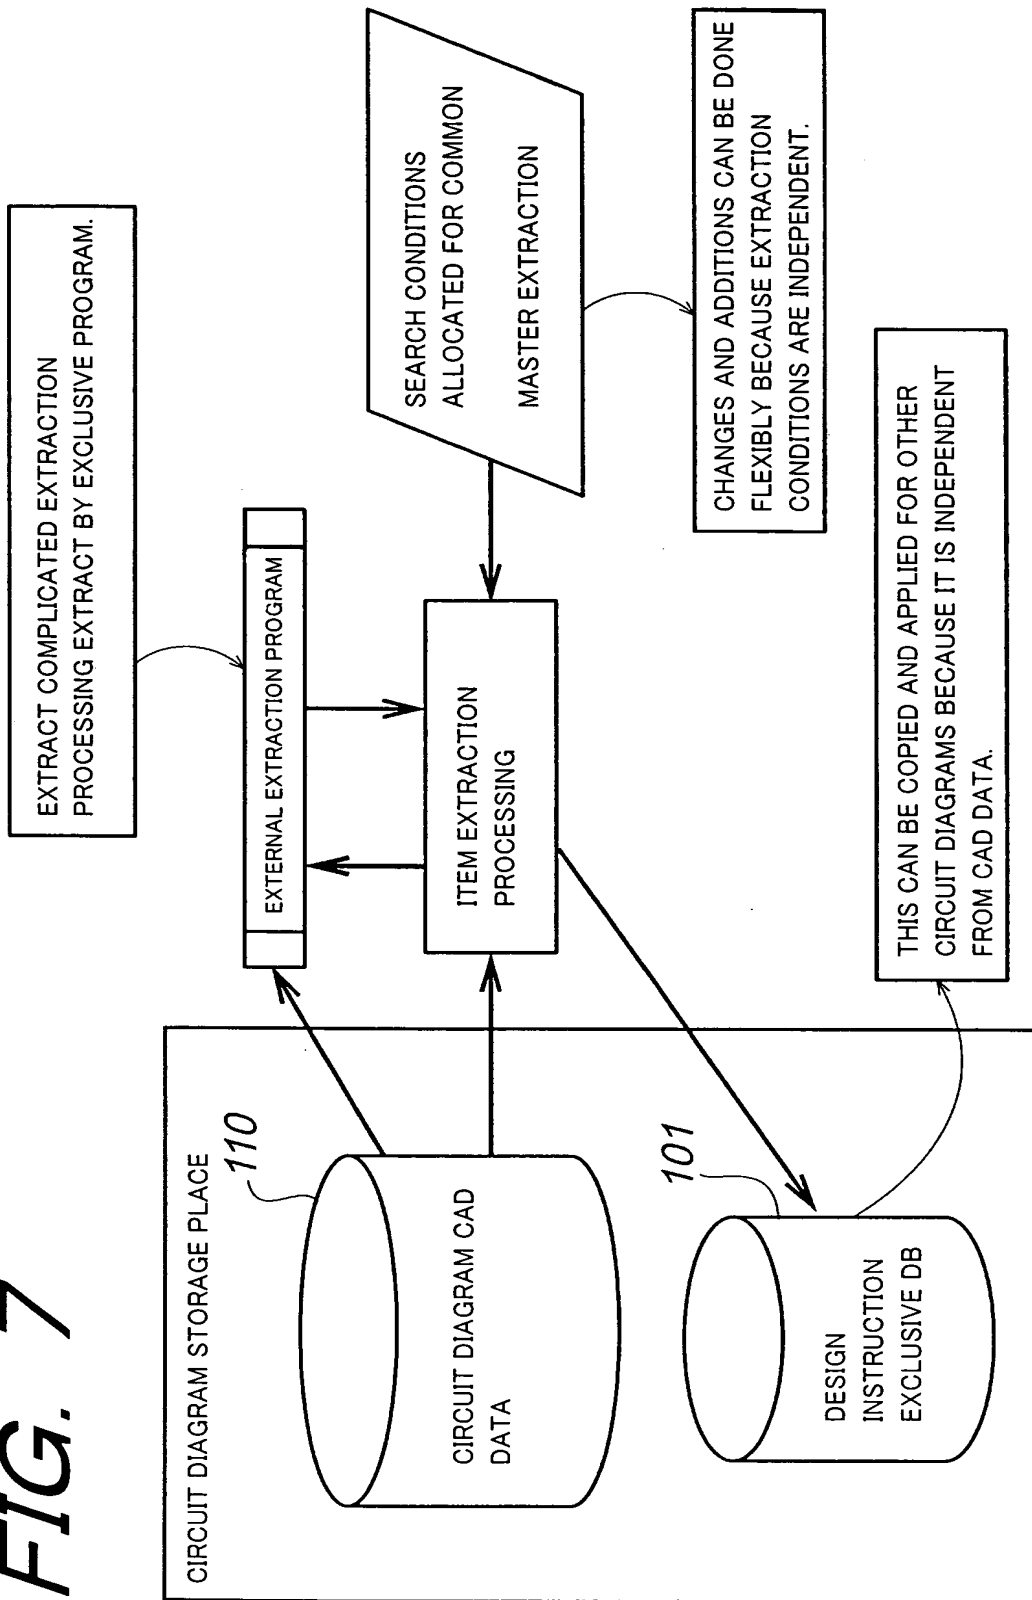 FIG. 7
EXTRACT COMPLICATED EXTRACTION
PROCESSING EXTRACT BY EXCLUSIVE PROGRAM.
CIRCUIT DIAGRAM STORAGE PLACE
110
EXTERNAL EXTRACTION PROGRAM
CIRCUIT DIAGRAM CAD
DATA
ITEM EXTRACTION
PROCESSING
SEARCH CONDITIONS
ALLOCATED FOR COMMON
MASTER EXTRACTION
101
DESIGN
INSTRUCTION
EXCLUSIVE DB
CHANGES AND ADDITIONS CAN BE DONE
FLEXIBLY BECAUSE EXTRACTION
CONDITIONS ARE INDEPENDENT.
THIS CAN BE COPIED AND APPLIED FOR OTHER
CIRCUIT DIAGRAMS BECAUSE IT IS INDEPENDENT
FROM CAD DATA.